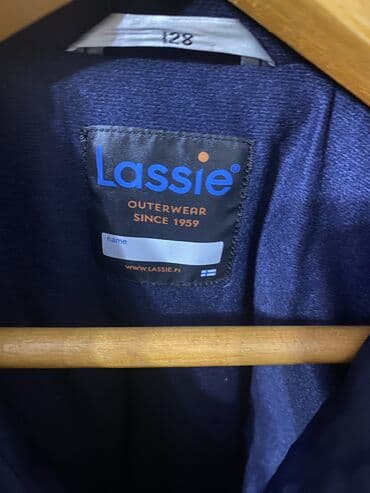 128
Lassie®
OUTERWEAR
SINCE 1959
name
WWW.LASSIE.FI